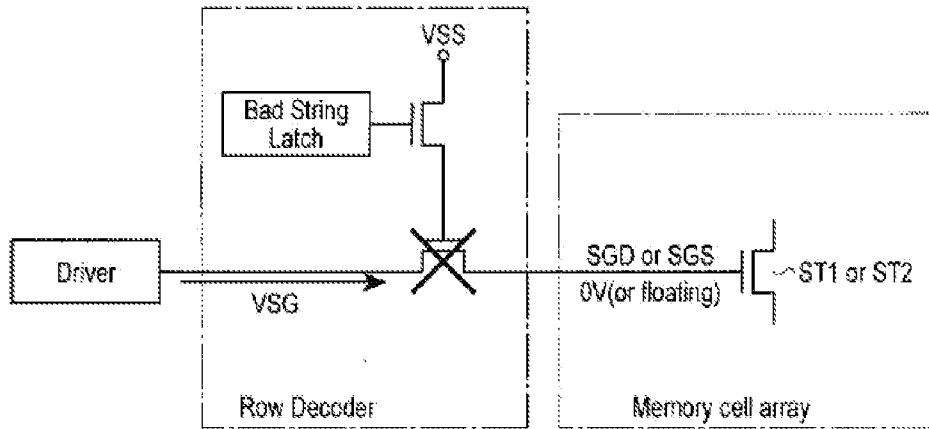 VSS
Bad String
Latch
Driver
VSG
SGD or SGS
0V(or floating)
ST1 or ST2
Row Decoder
Memory cell array